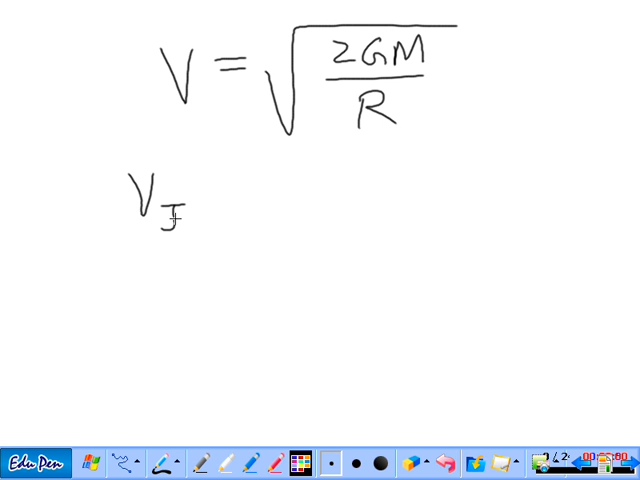 V = √(2GM/R)
V_J
Edu Pen